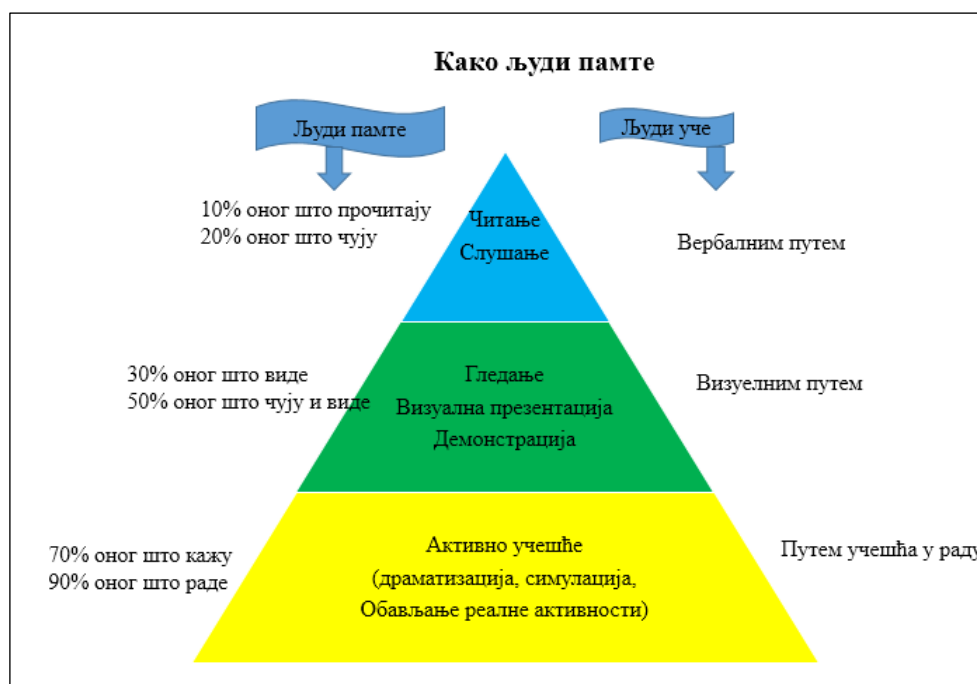 Како људи памте
Људи памте
Људи уче
10% оног што прочитају
20% оног што чују
Читање
Слушање
Вербалним путем
30% оног што виде
50% оног што чују и виде
Гледање
Визуална презентација
Демонстрација
Визуелним путем
70% оног што кажу
90% оног што раде
Активно учешће
(драматизација, симулација,
Обављање реалне активности)
Путем учешћа у раду